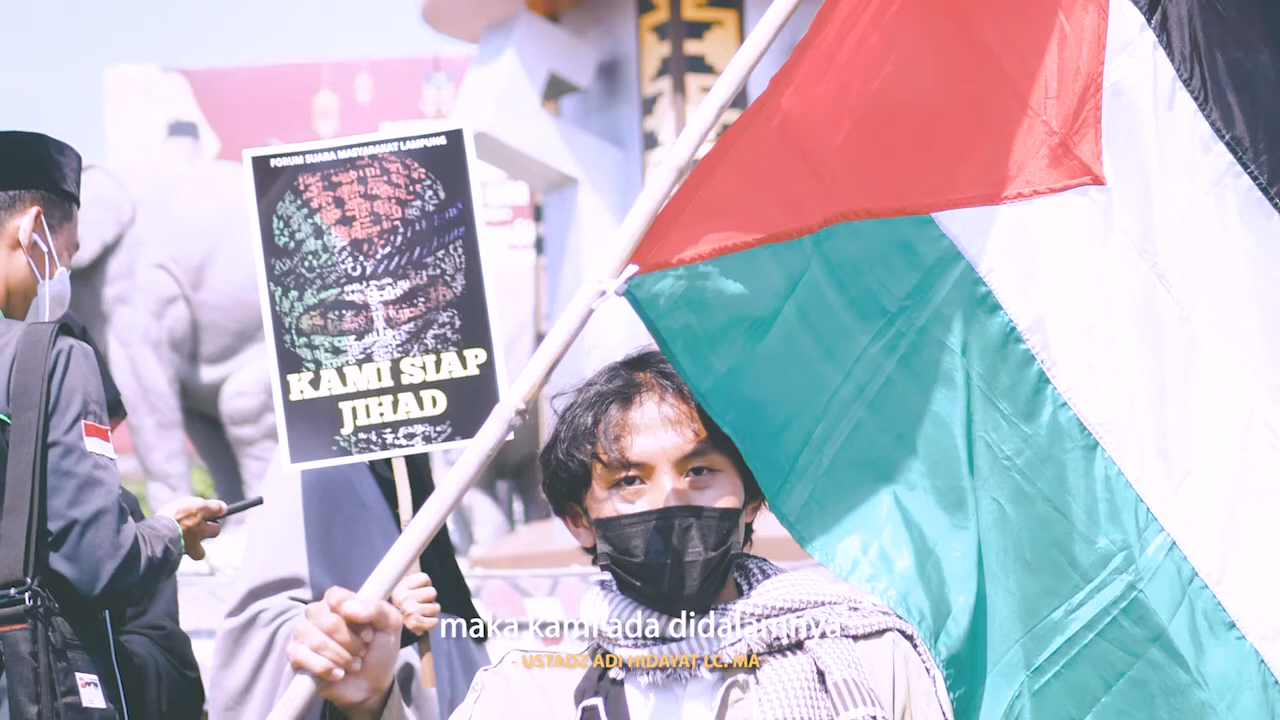 FORUM SUARA MASYARAKAT LAMPUNG
KAMI SIAP
JIHAD
maka kami ada didalamnya
- USTADZ ADI HIDAYAT LC. MA